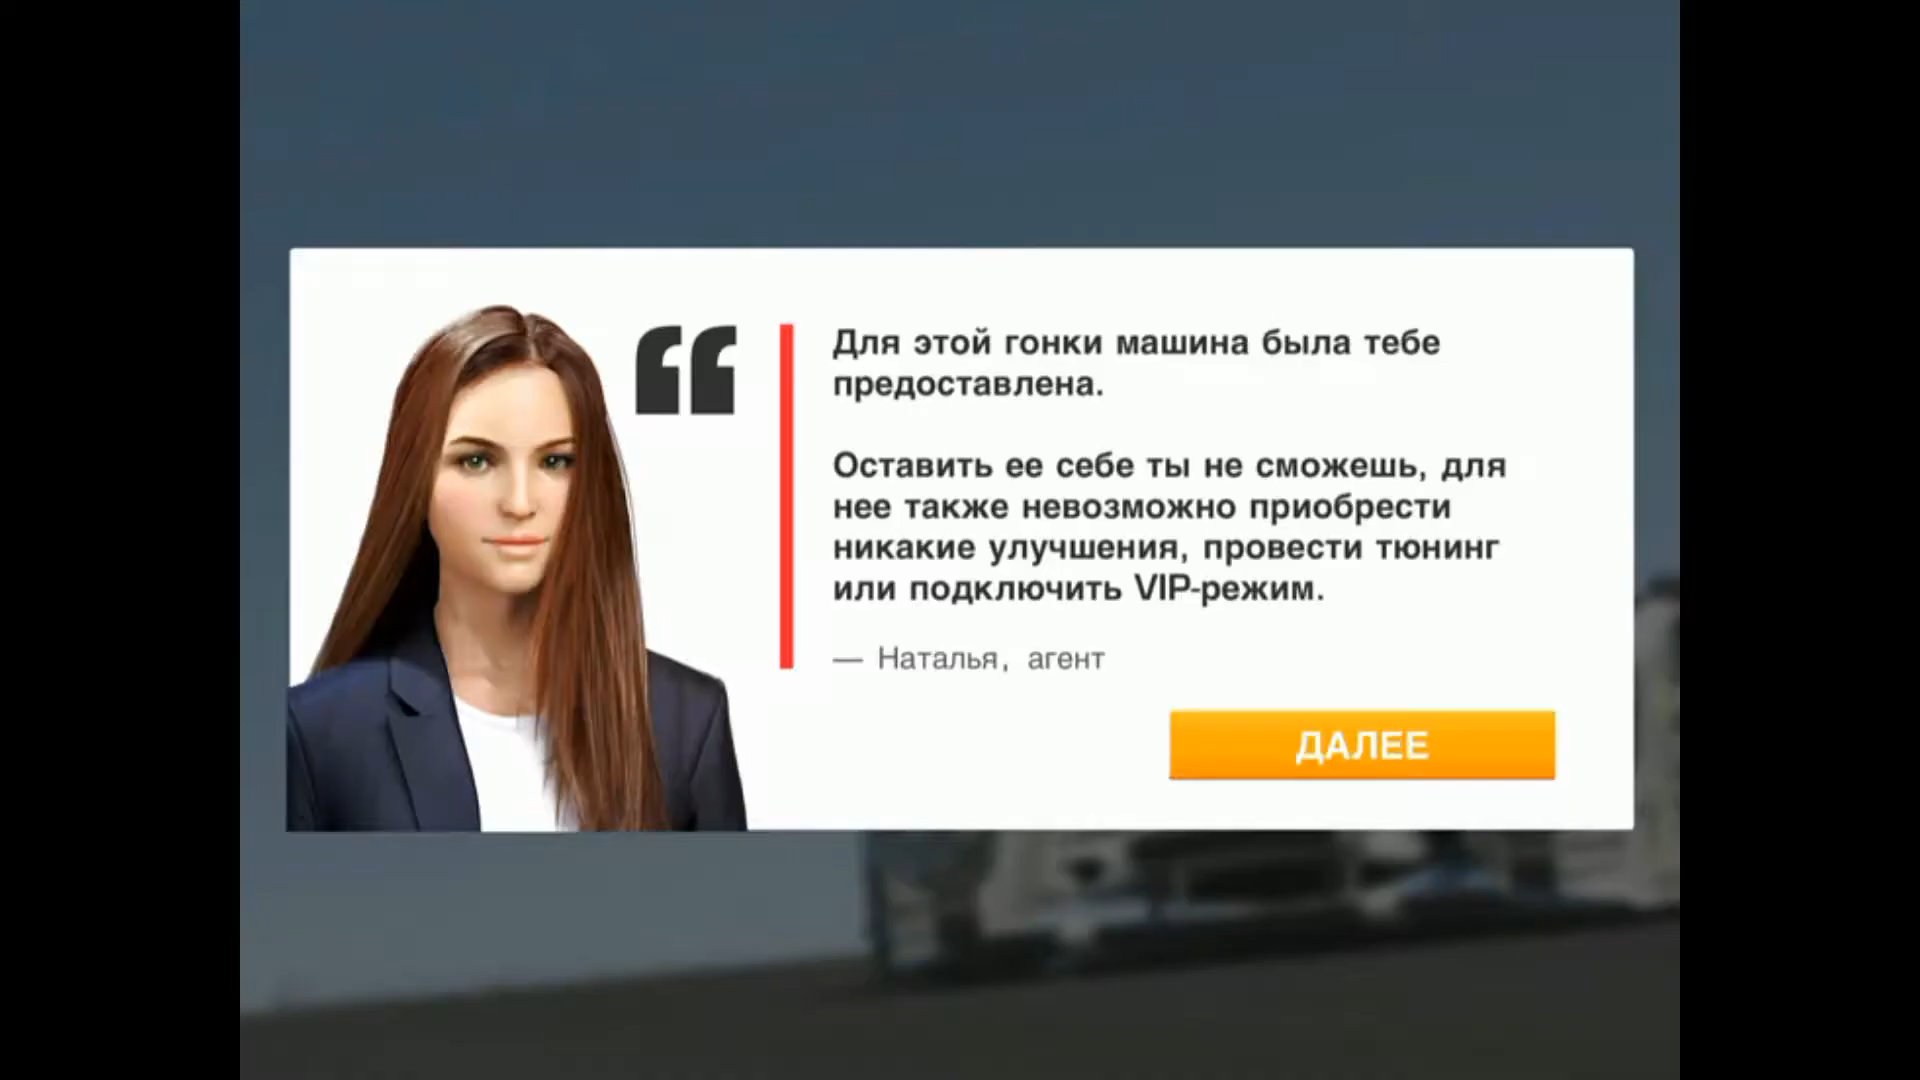 Для этой гонки машина была тебе
предоставлена.
Оставить ее себе ты не сможешь, для
нее также невозможно приобрести
никакие улучшения, провести тюнинг
или подключить VIP-режим.
— Наталья, агент
ДАЛЕЕ